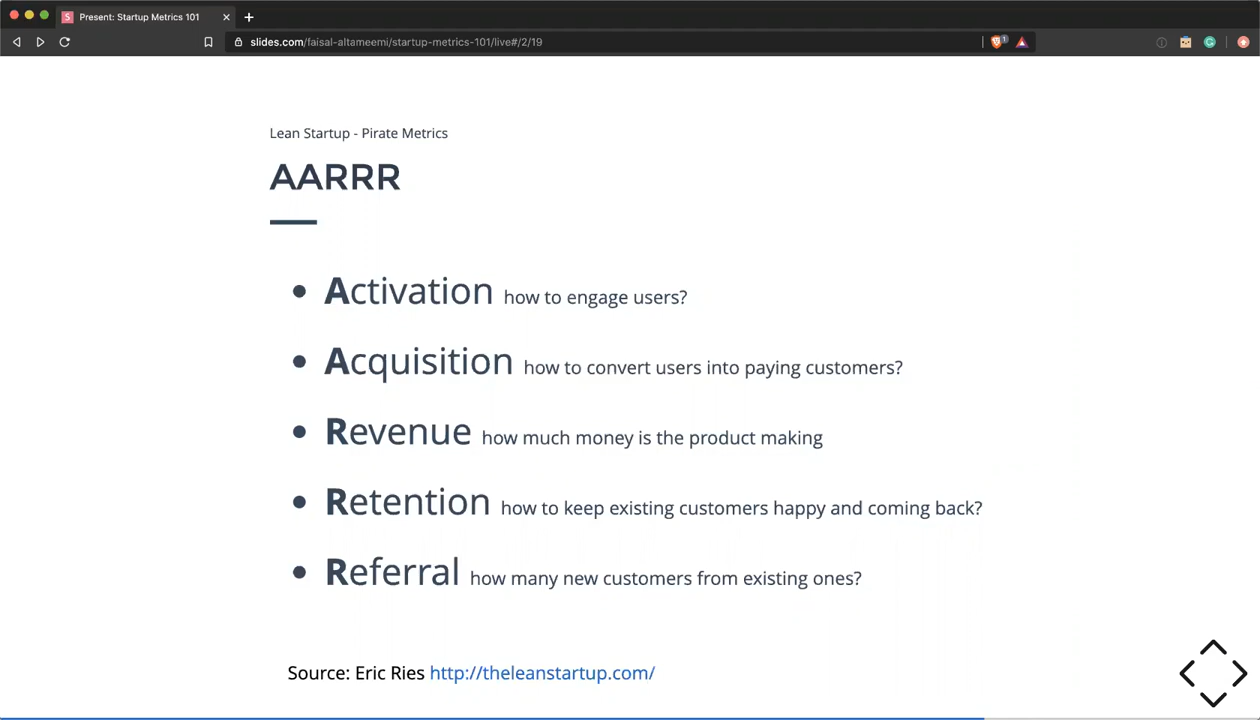 Present: Startup Metrics 101
slides.com/faisal-altameemi/startup-metrics-101/live#/2/19
Lean Startup - Pirate Metrics
AARRR
Activation how to engage users?
Acquisition how to convert users into paying customers?
Revenue how much money is the product making
Retention how to keep existing customers happy and coming back?
Referral how many new customers from existing ones?
Source: Eric Ries http://theleanstartup.com/